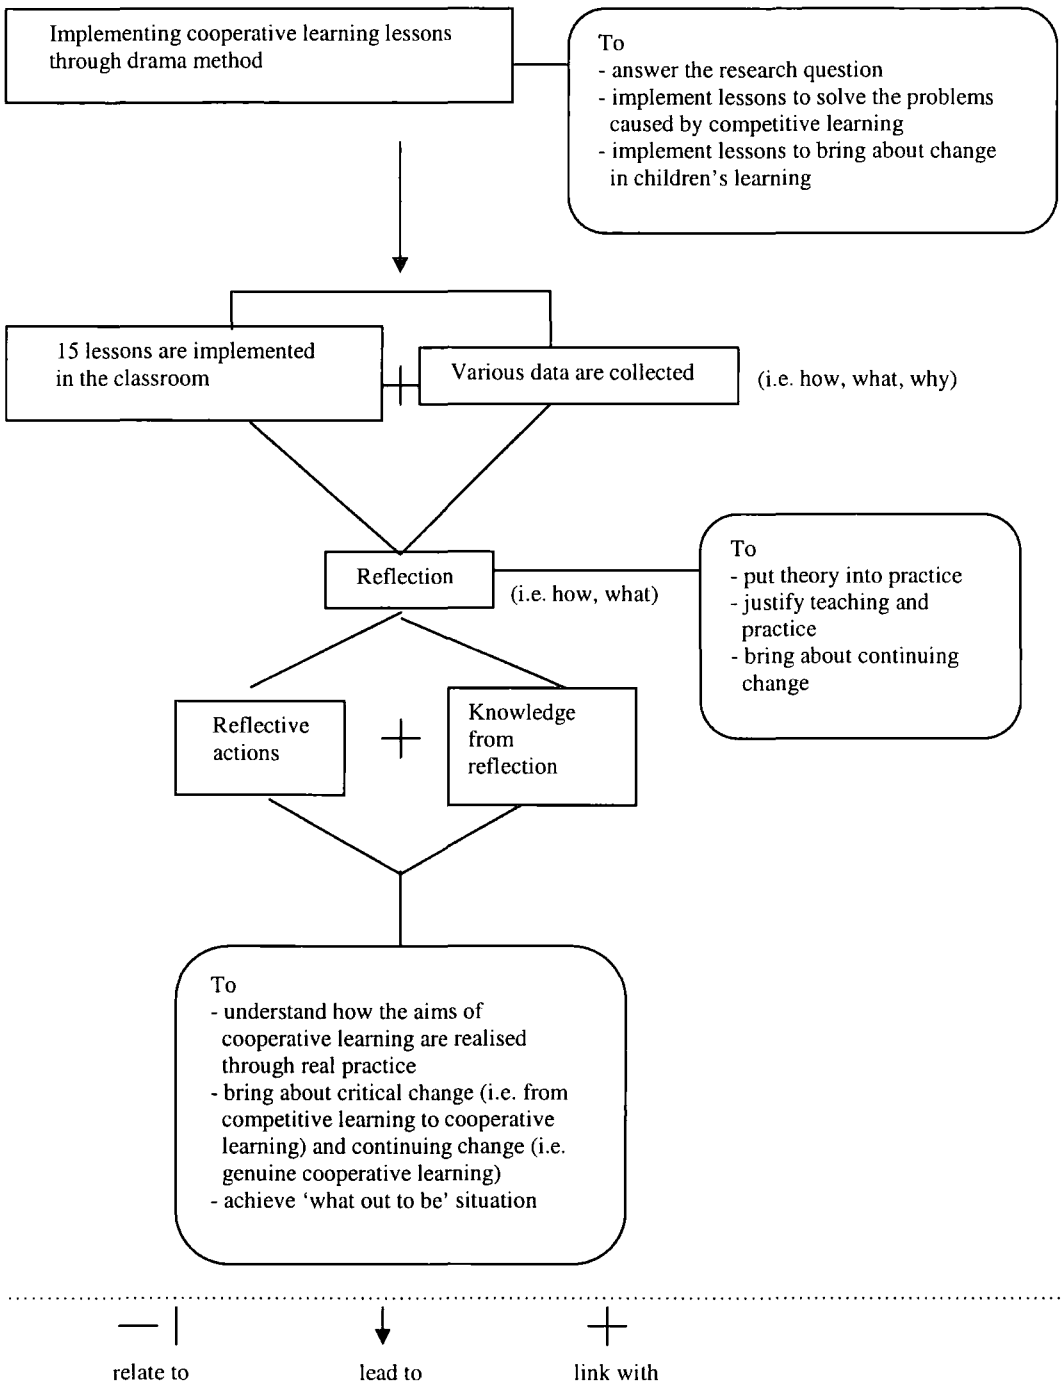 Implementing cooperative learning lessons
through drama method
To
- answer the research question
- implement lessons to solve the problems
caused by competitive learning
- implement lessons to bring about change
in children's learning
15 lessons are implemented
in the classroom
Various data are collected
(i.e. how, what, why)
Reflection
(i.e. how, what)
To
- put theory into practice
- justify teaching and
practice
- bring about continuing
change
Reflective
actions
Knowledge
from
reflection
To
- understand how the aims of
cooperative learning are realised
through real practice
- bring about critical change (i.e. from
competitive learning to cooperative
learning) and continuing change (i.e.
genuine cooperative learning)
- achieve 'what out to be' situation
relate to
lead to
link with